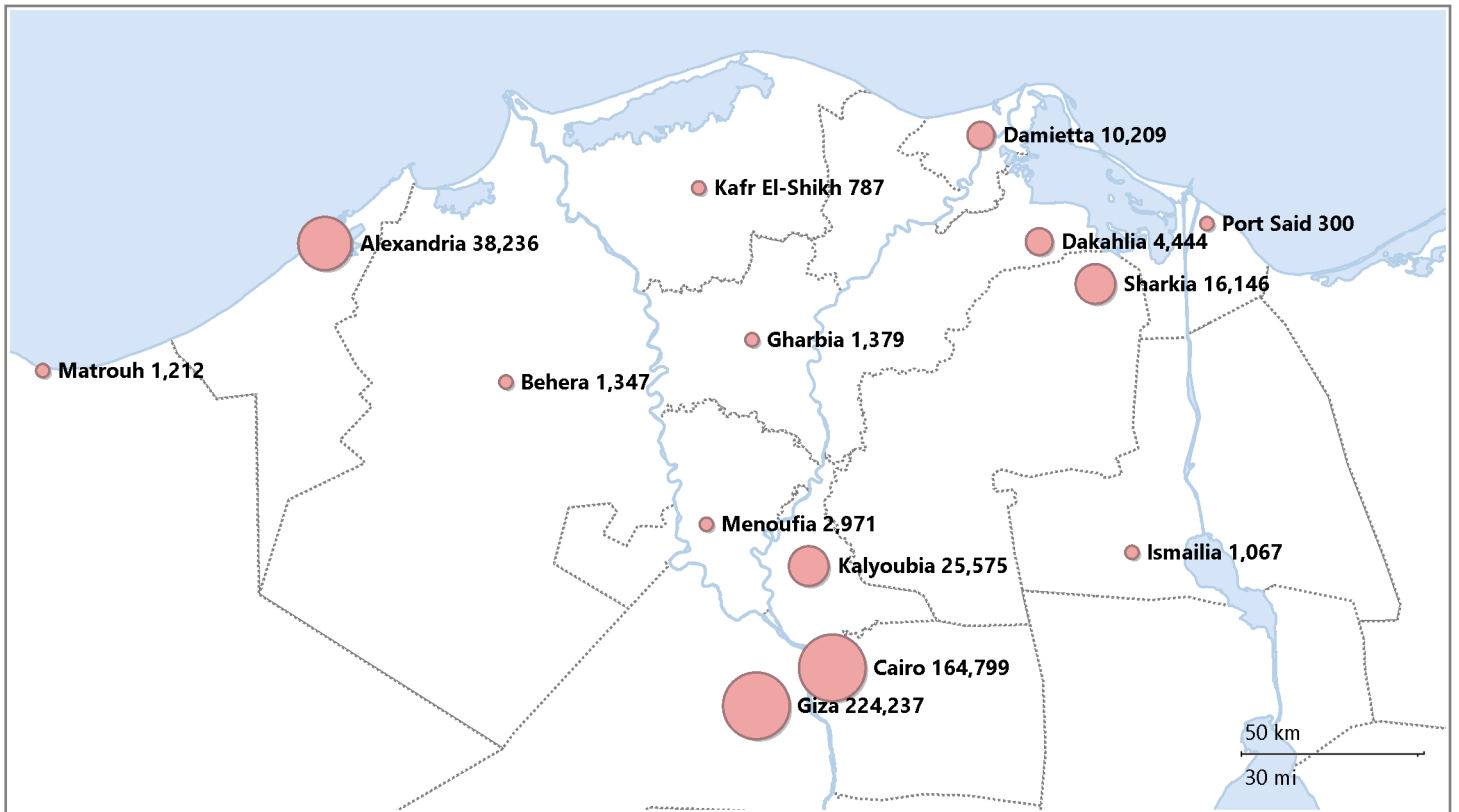 Damietta 10,209
Kafr El-Shikh 787
Port Said 300
Alexandria 38,236
Dakahlia 4,444
Sharkia 16,146
Gharbia 1,379
Matrouh 1,212
Behera 1,347
Menoufia 2,971
Ismailia 1,067
Kalyoubia 25,575
Cairo 164,799
Giza 224,237
50 km
30 mi